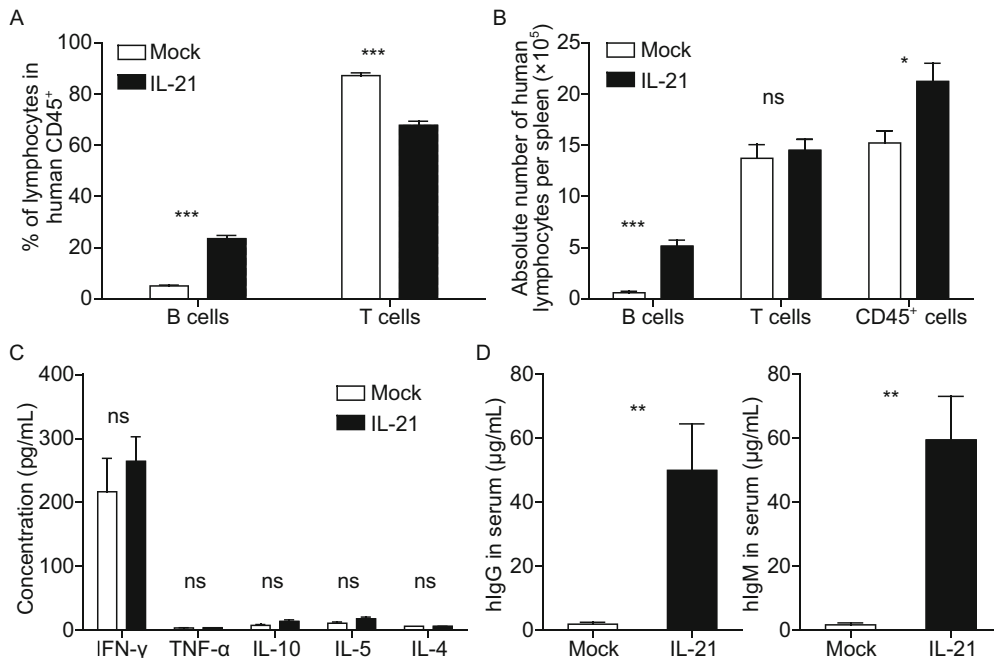 A
% of lymphocytes in
human CD45⁺
100
80
60
40
20
0
Mock
IL-21
***
***
B cells
T cells
B
Absolute number of human
lymphocytes per spleen (×10⁵)
25
20
15
10
5
0
Mock
IL-21
***
ns
*
B cells
T cells
CD45⁺ cells
C
Concentration (pg/mL)
400
300
200
100
0
Mock
IL-21
ns
ns
ns
ns
ns
IFN-γ
TNF-α
IL-10
IL-5
IL-4
D
hIgG in serum (μg/mL)
80
60
40
20
0
**
Mock
IL-21
hIgM in serum (μg/mL)
80
60
40
20
0
**
Mock
IL-21